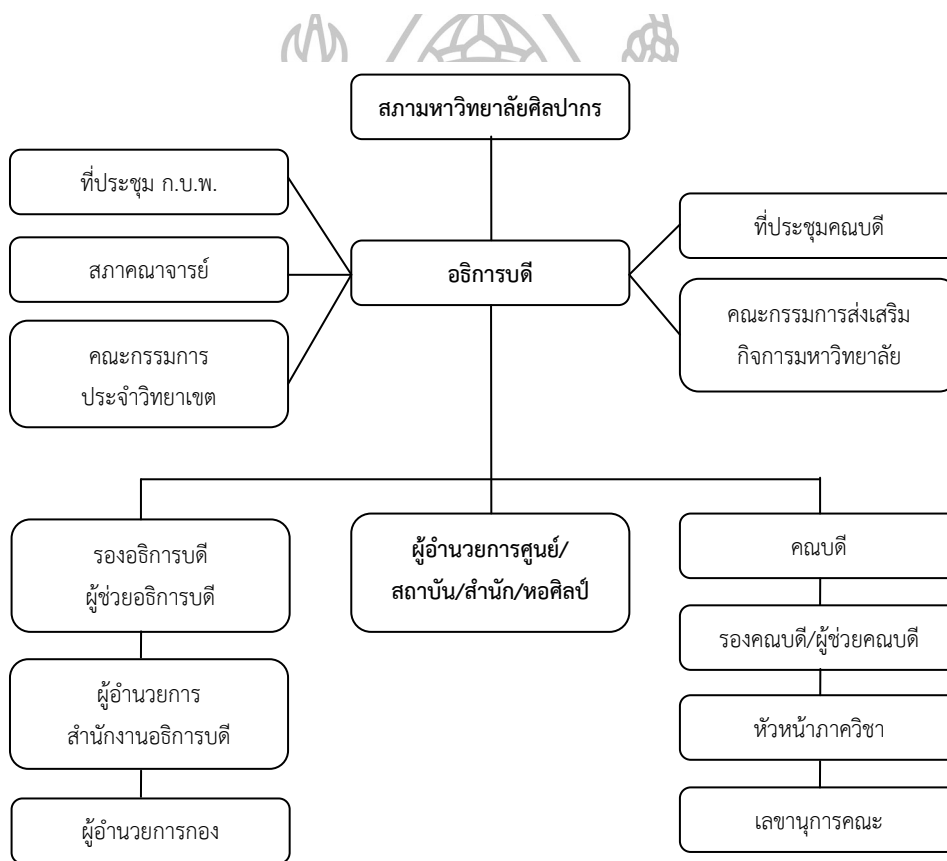 สภามหาวิทยาลัยศิลปากร
ที่ประชุม ก.บ.พ.
สภาคณาจารย์
คณะกรรมการ
ประจำวิทยาเขต
อธิการบดี
ที่ประชุมคณบดี
คณะกรรมการส่งเสริม
กิจการมหาวิทยาลัย
รองอธิการบดี
ผู้ช่วยอธิการบดี
ผู้อำนวยการ
สำนักงานอธิการบดี
ผู้อำนวยการกอง
ผู้อำนวยการศูนย์/
สถาบัน/สำนัก/หอศิลป์
คณบดี
รองคณบดี/ผู้ช่วยคณบดี
หัวหน้าภาควิชา
เลขานุการคณะ